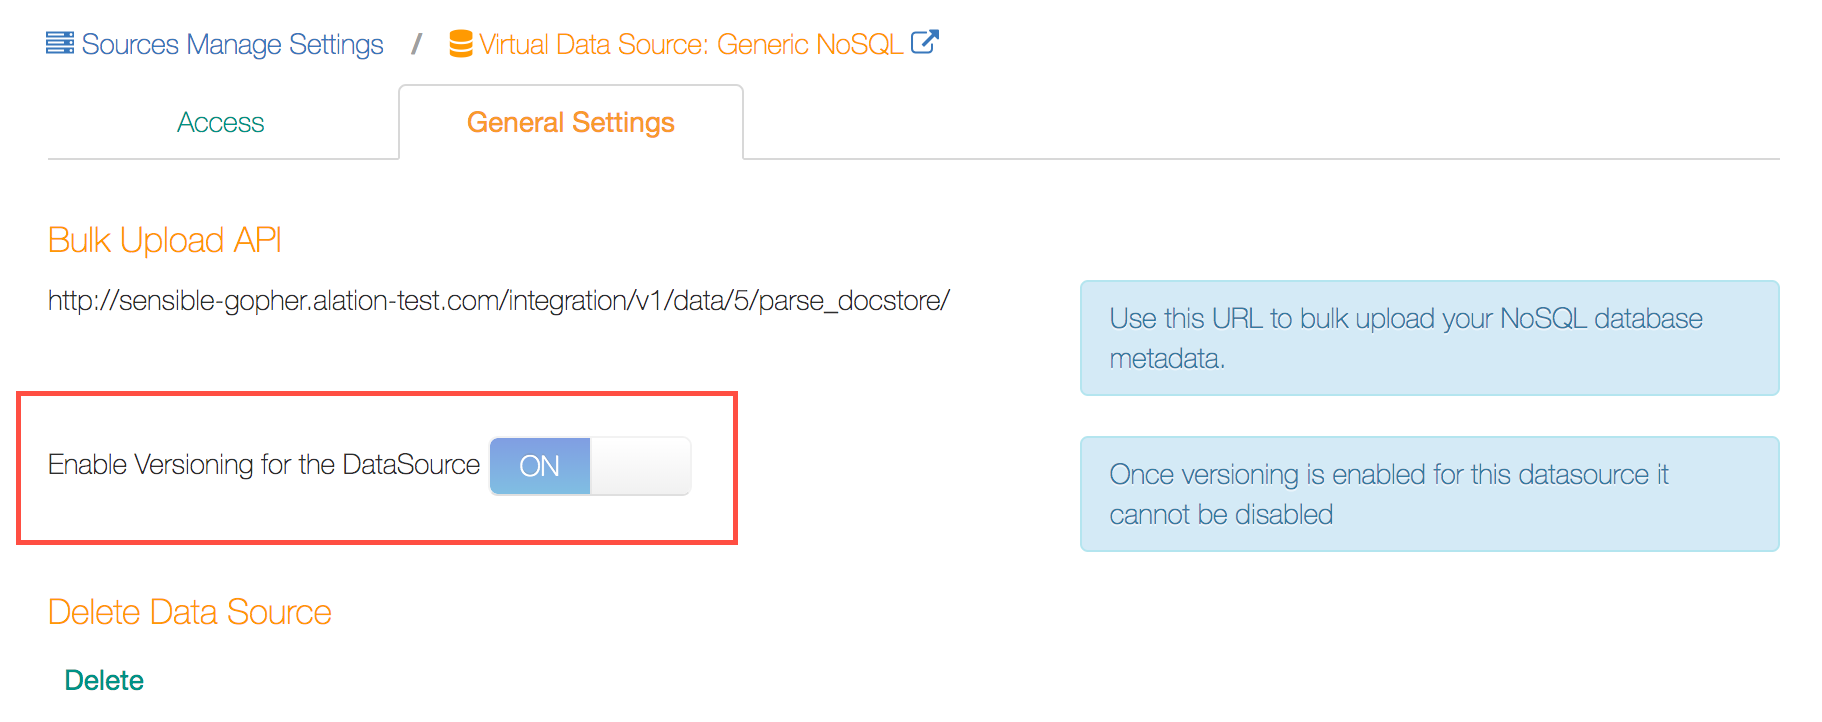 Sources Manage Settings / Virtual Data Source: Generic NoSQL
Access
General Settings
Bulk Upload API
http://sensible-gopher.alation-test.com/integration/v1/data/5/parse_docstore/
Use this URL to bulk upload your NoSQL database
metadata.
Enable Versioning for the DataSource ON
Once versioning is enabled for this datasource it
cannot be disabled
Delete Data Source
Delete